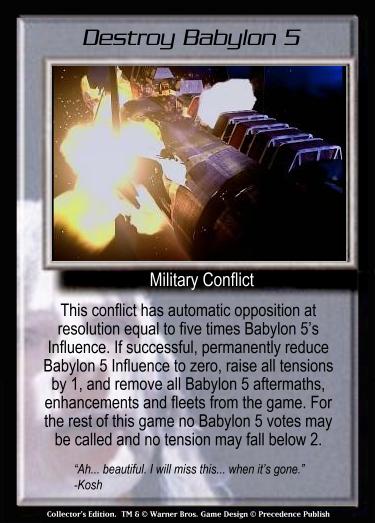 Destroy Babylon 5
Military Conflict
This conflict has automatic opposition at
resolution equal to five times Babylon 5's
Influence. If successful, permanently reduce
Babylon 5 Influence to zero, raise all tensions
by 1, and remove all Babylon 5 aftermaths,
enhancements and fleets from the game. For
the rest of this game no Babylon 5 votes may
be called and no tension may fall below 2.
"Ah... beautiful. I will miss this... when it's gone."
-Kosh
Collector's Edition. TM & © Warner Bros. Game Design © Precedence Publish